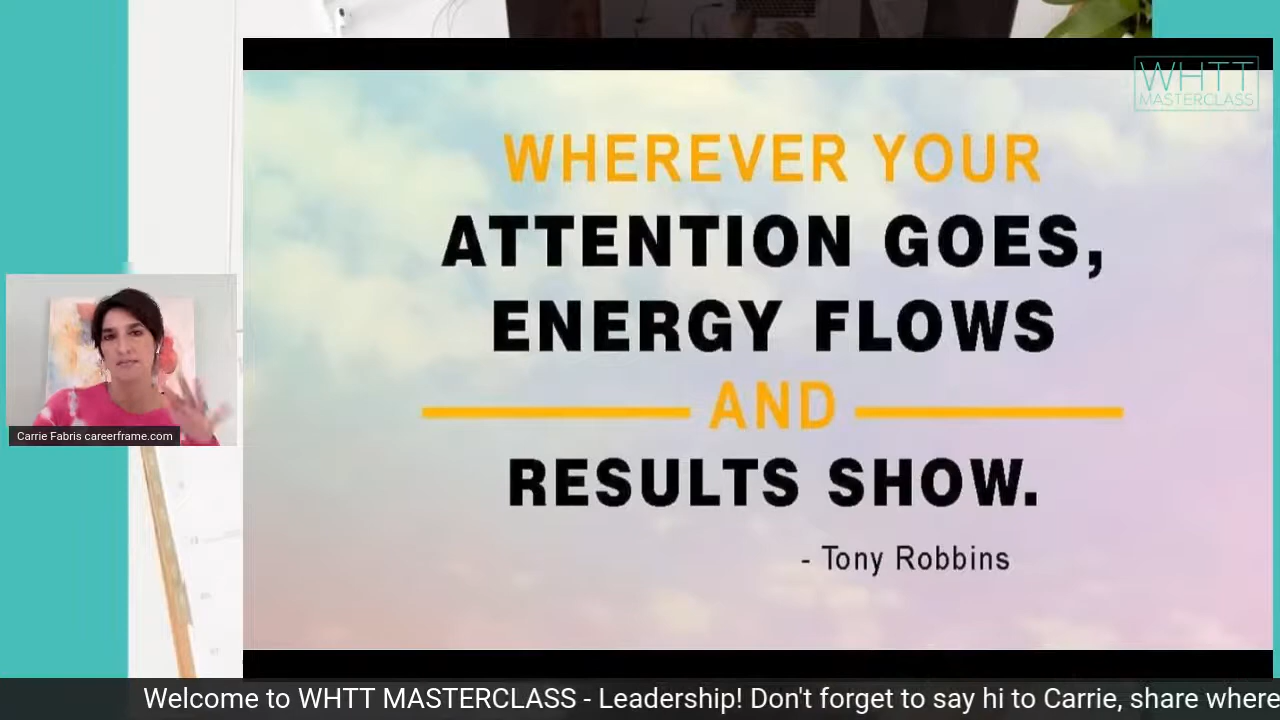 WHTT
MASTERCLASS
WHEREVER YOUR
ATTENTION GOES,
ENERGY FLOWS
AND
RESULTS SHOW.
- Tony Robbins
Carrie Fabris careerframe.com
Welcome to WHTT MASTERCLASS - Leadership! Don't forget to say hi to Carrie, share where